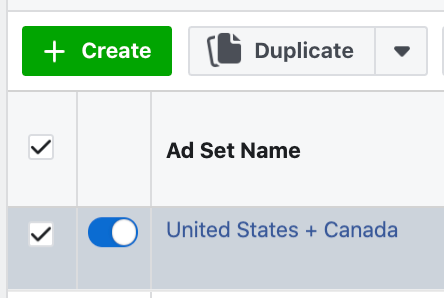 + Create
Duplicate
Ad Set Name
United States + Canada